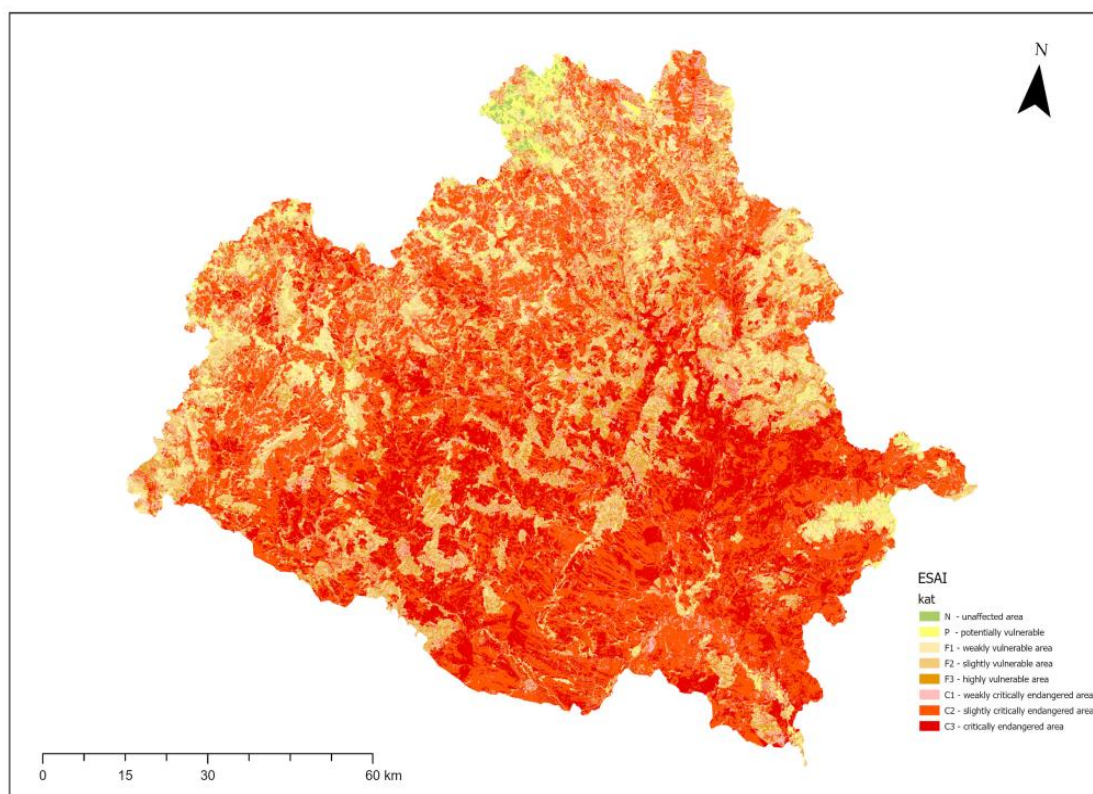 N
ESAI
kat
N - unaffected area
P - potentially vulnerable
F1 - weakly vulnerable area
F2 - slightly vulnerable area
F3 - highly vulnerable area
C1 - weakly critically endangered area
C2 - slightly critically endangered area
C3 - critically endangered area
0 15 30 60 km